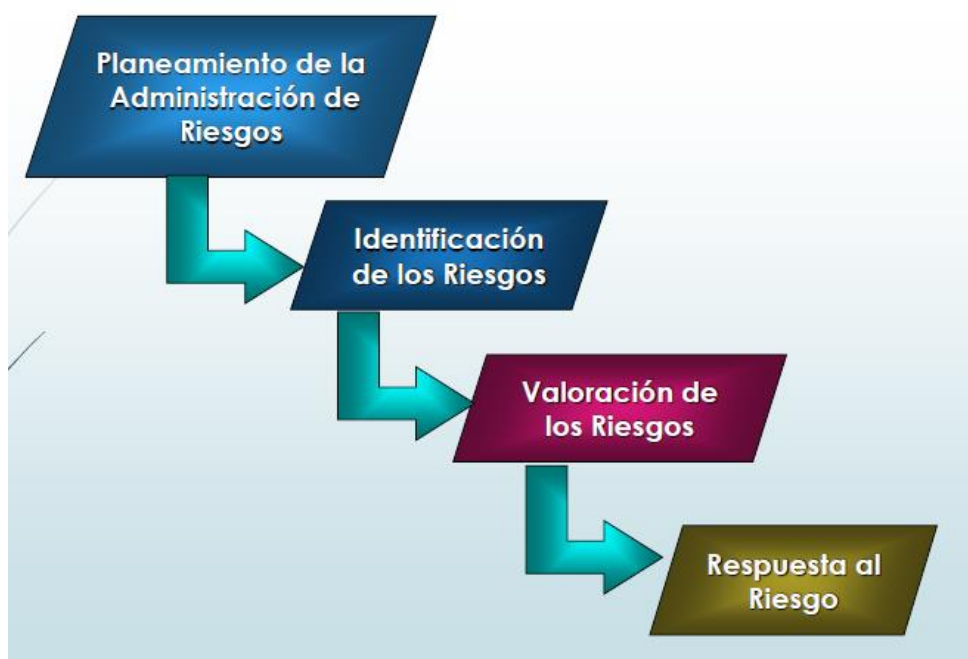 Planeamiento de la
Administración de
Riesgos
Identificación
de los Riesgos
Valoración de
los Riesgos
Respuesta al
Riesgo